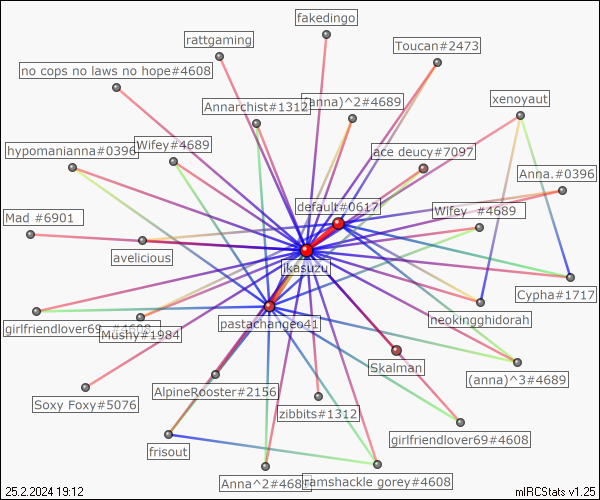 fakedingo
rattgaming
Toucan#2473
no cops no laws no hope#4608
Annarchist#1312
(anna)^2#4689
xenoyaut
hypomanianna#0396
Wifey#4689
ace deucy#7097
Anna.#0396
default#0617
Mad #6901
Wifey  #4689
avelicious
jkasuzu
Cypha#1717
girlfriendlover69_#4608
Mushy#1984
pastachangeo41
neokingghidorah
Skalman
(anna)^3#4689
AlpineRooster#2156
Soxy Foxy#5076
zibbits#1312
girlfriendlover69#4608
frisout
Anna^2#468
ramshackle gorey#4608
25.2.2024 19:12
mIRCStats v1.25